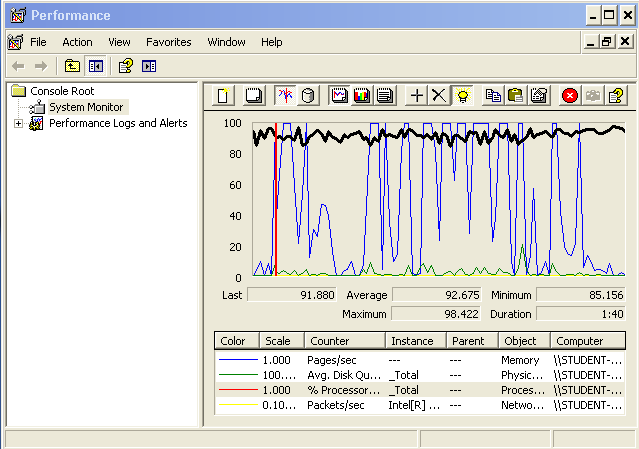 Performance
File Action View Favorites Window Help
Console Root
System Monitor
Performance Logs and Alerts
100
80
60
40
20
0
Last 91.880 Average 92.675 Minimum 85.156
Maximum 98.422 Duration 1:40
Color Scale Counter Instance Parent Object Computer
1.000 Pages/sec --- --- Memory \\STUDENT-...
100.... Avg. Disk Qu... _Total --- Physic... \\STUDENT-...
1.000 % Processor... _Total --- Proces... \\STUDENT-...
0.10... Packets/sec Intel[R] ... --- Netwo... \\STUDENT-...